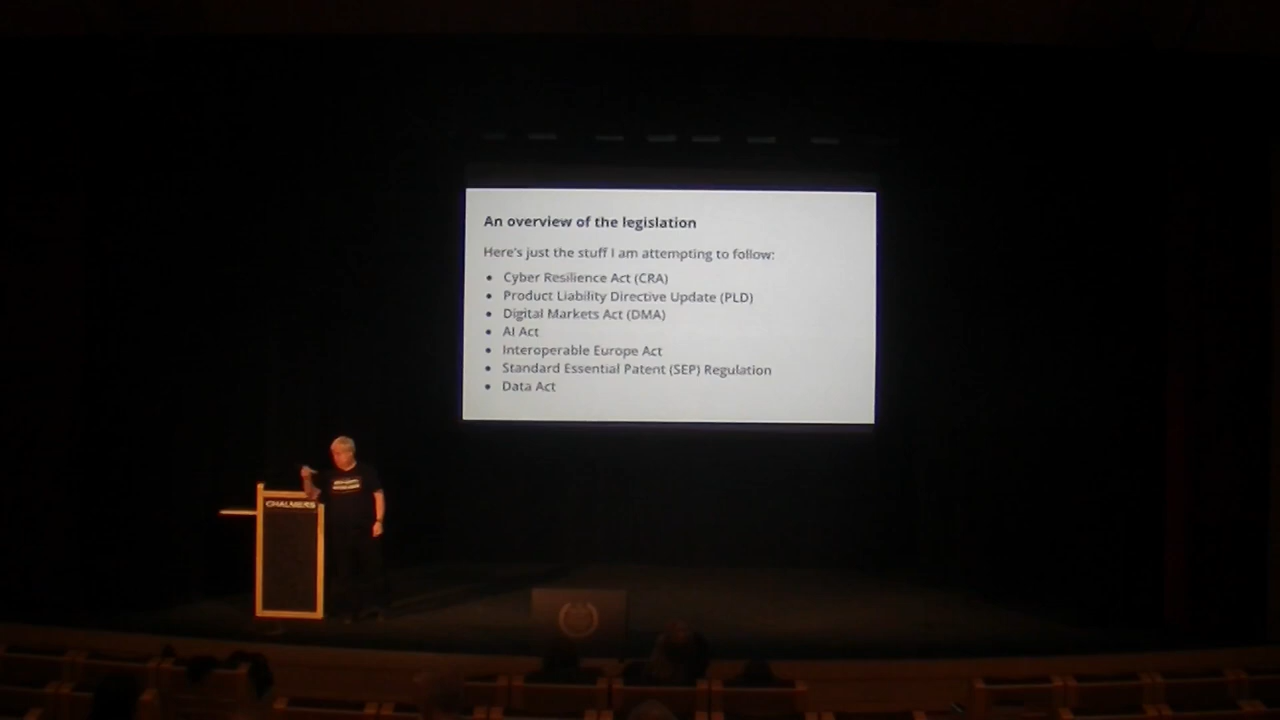 An overview of the legislation
Here's just the stuff I am attempting to follow:
• Cyber Resilience Act (CRA)
• Product Liability Directive Update (PLD)
• Digital Markets Act (DMA)
• AI Act
• Interoperable Europe Act
• Standard Essential Patent (SEP) Regulation
• Data Act
CHALMERS